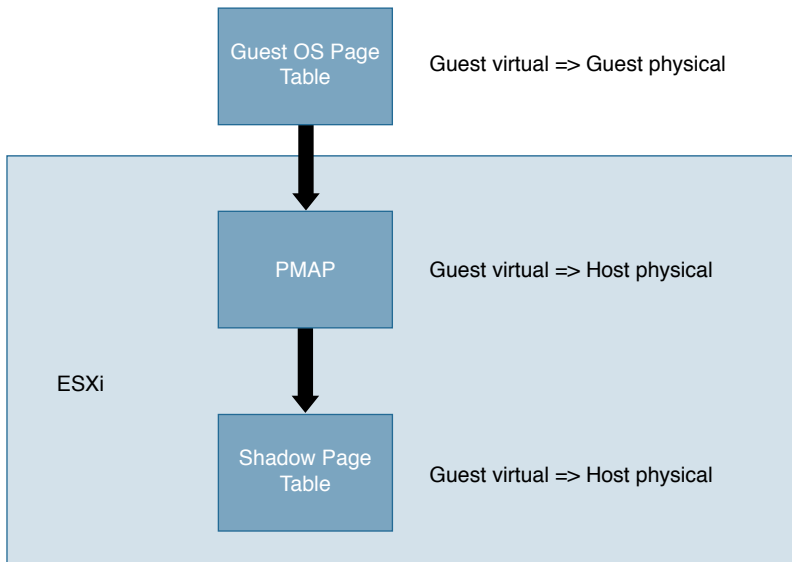 Guest OS Page
Table
Guest virtual => Guest physical
PMAP
Guest virtual => Host physical
ESXi
Shadow Page
Table
Guest virtual => Host physical